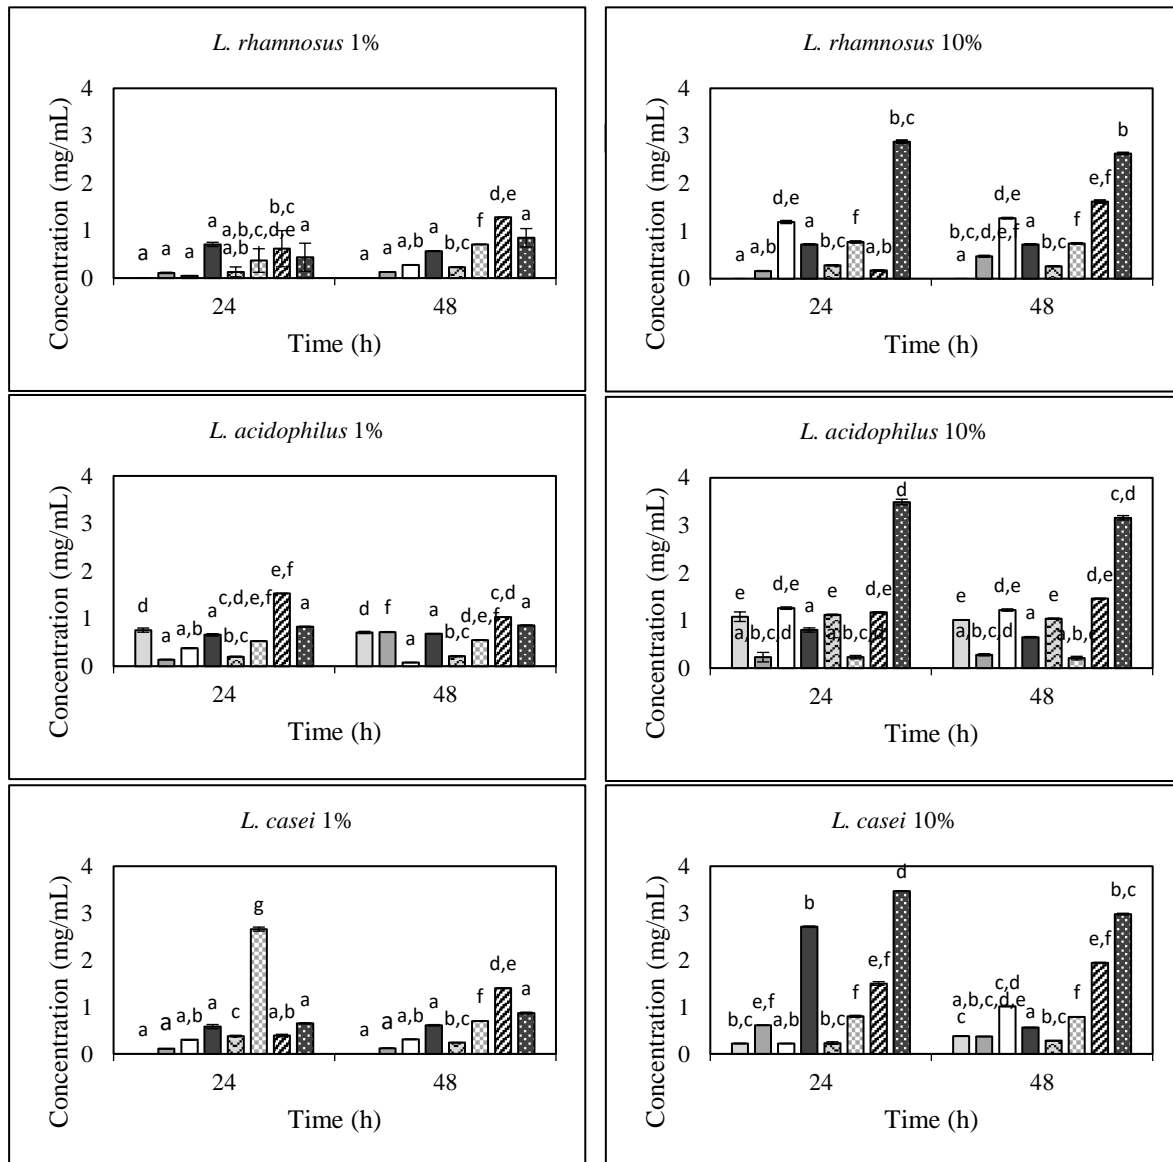 L. rhamnosus 1%
Concentration (mg/mL)
4
3
2
1
0
a
a
a
a
a,b
a,b,c,d,e
b,c
a
a
a
a,b
a
b,c
f
d,e
a
24
48
Time (h)
L. rhamnosus 10%
Concentration (mg/mL)
4
3
2
1
0
a
a,b
d,e
a
b,c
f
a,b
b,c
a
b,c,d,e,f
d,e
a
b,c
f
e,f
b
24
48
Time (h)
L. acidophilus 1%
Concentration (mg/mL)
4
3
2
1
0
d
a
a,b
a
b,c
c,d,e,f
e,f
a
d
f
a
a
b,c
d,e,f
c,d
a
24
48
Time (h)
L. acidophilus 10%
Concentration (mg/mL)
4
3
2
1
0
e
a,b,c,d
d,e
a
e
a,b,c,d
d,e
d
e
a,b,c,d
d,e
a
e
a,b,c
d,e
c,d
24
48
Time (h)
L. casei 1%
Concentration (mg/mL)
4
3
2
1
0
a
a
a,b
a
c
g
a,b
a
a
a
a,b
a
b,c
f
d,e
a
24
48
Time (h)
L. casei 10%
Concentration (mg/mL)
4
3
2
1
0
b,c
e,f
a,b
b
b,c
f
e,f
d
c
a,b,c,d,e
c,d
a
b,c
f
e,f
b,c
24
48
Time (h)